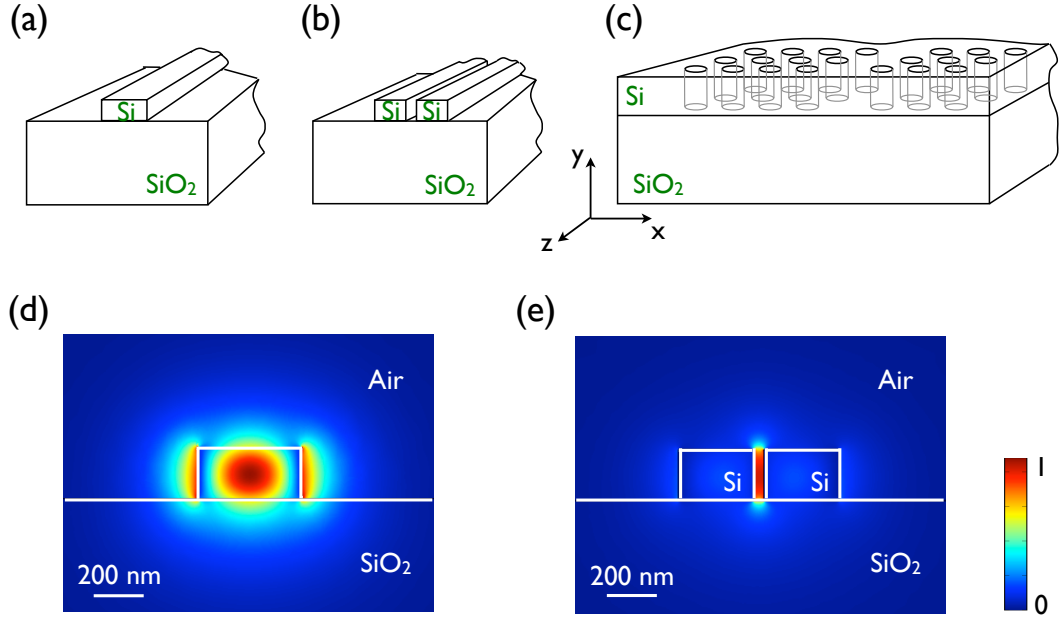 (a)
(b)
(c)
Si
Si Si
Si
SiO₂
SiO₂
SiO₂
y
x
z
(d)
(e)
Air
Air
Si Si
SiO₂
SiO₂
200 nm
200 nm
1
0